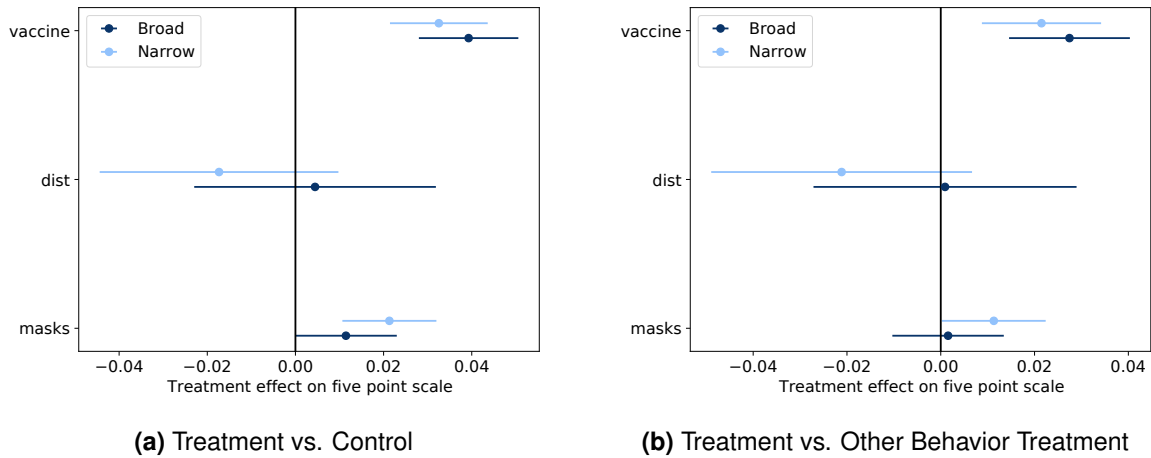 vaccine
dist
masks
Broad
Narrow
−0.04 −0.02 0.00 0.02 0.04
Treatment effect on five point scale
(a) Treatment vs. Control
vaccine
dist
masks
Broad
Narrow
−0.04 −0.02 0.00 0.02 0.04
Treatment effect on five point scale
(b) Treatment vs. Other Behavior Treatment